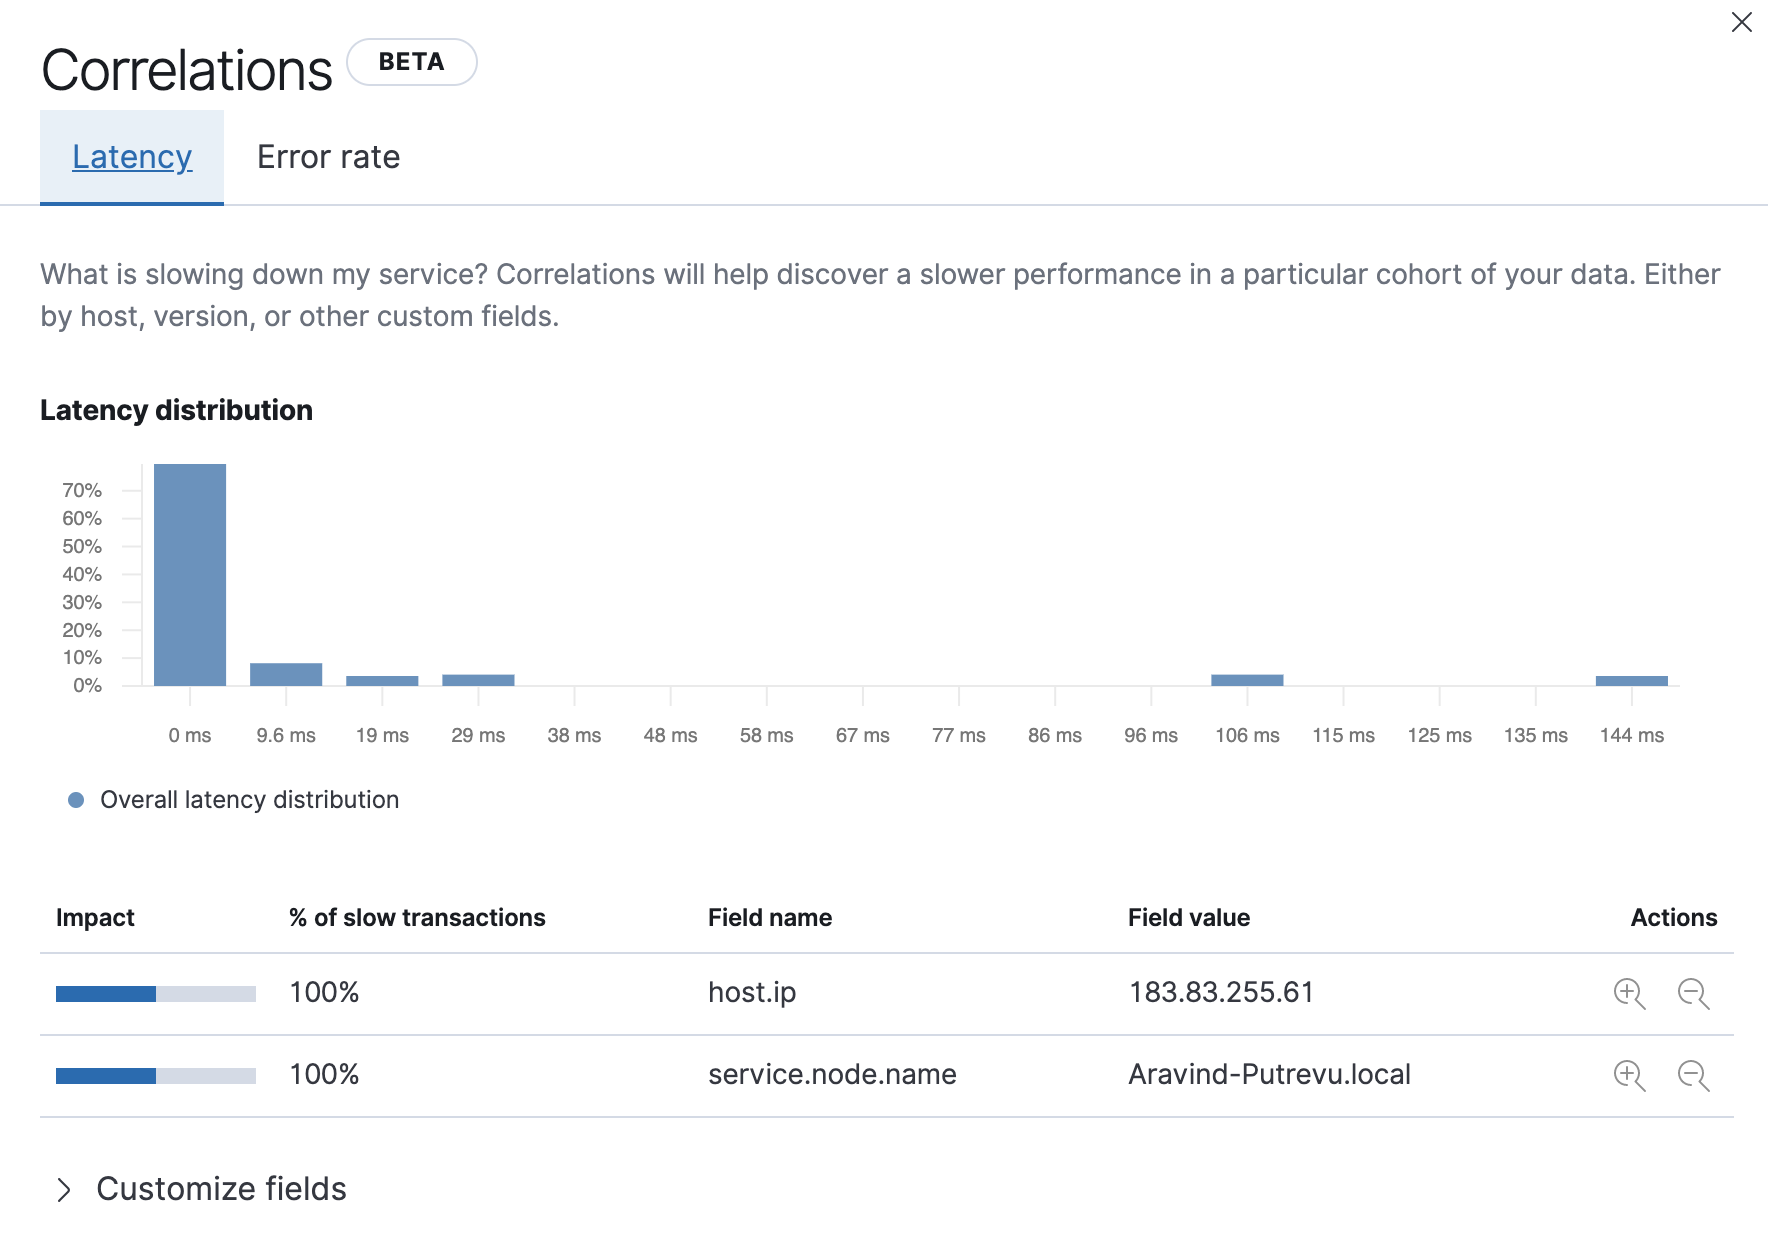 Correlations BETA
Latency Error rate
What is slowing down my service? Correlations will help discover a slower performance in a particular cohort of your data. Either
by host, version, or other custom fields.
Latency distribution
70%
60%
50%
40%
30%
20%
10%
0%
0 ms 9.6 ms 19 ms 29 ms 38 ms 48 ms 58 ms 67 ms 77 ms 86 ms 96 ms 106 ms 115 ms 125 ms 135 ms 144 ms
Overall latency distribution
Impact % of slow transactions Field name Field value Actions
100% host.ip 183.83.255.61
100% service.node.name Aravind-Putrevu.local
Customize fields